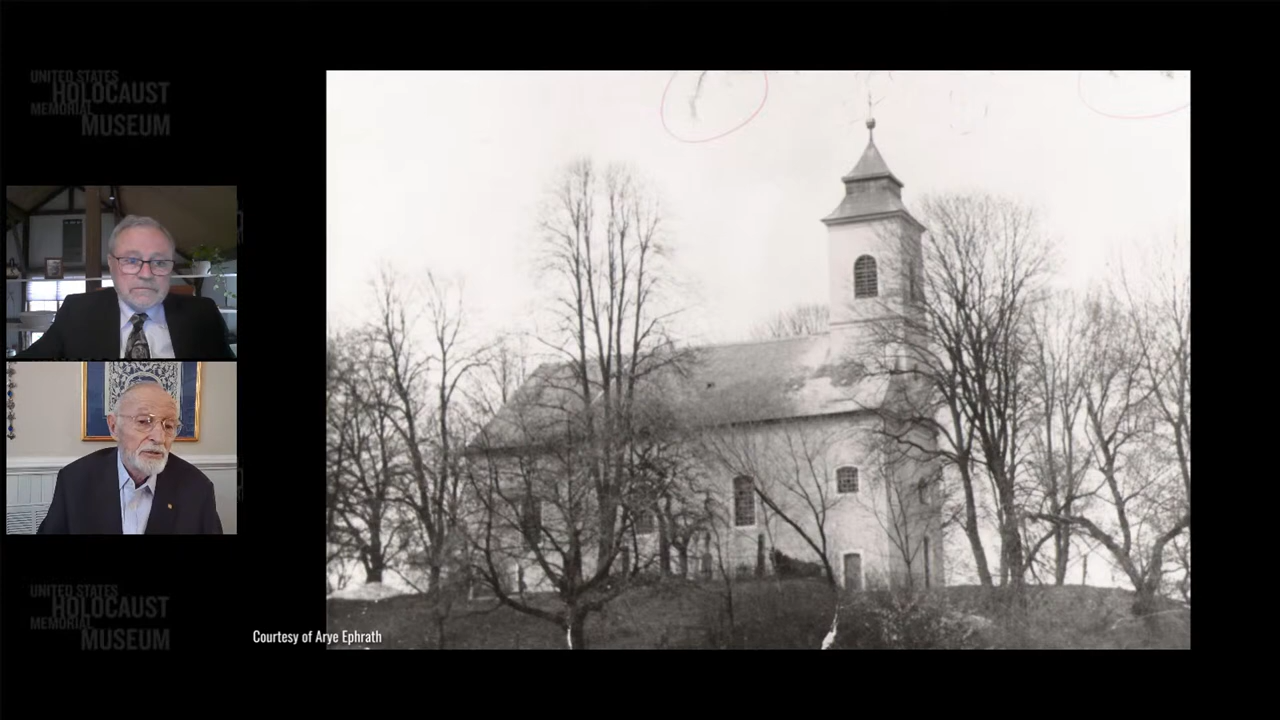 UNITED STATES
HOLOCAUST
MEMORIAL
MUSEUM
UNITED STATES
HOLOCAUST
MEMORIAL
MUSEUM
Courtesy of Arye Ephrath